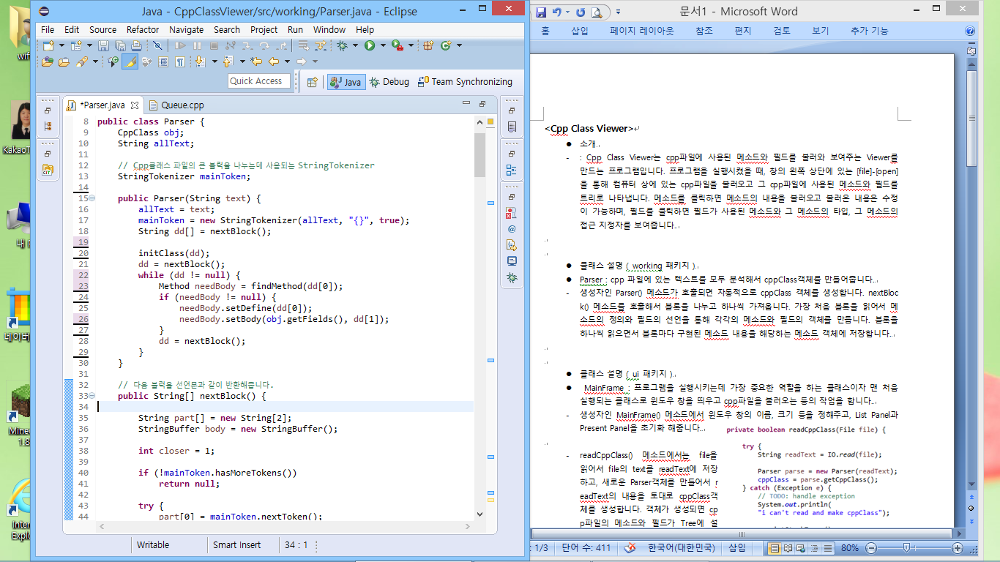 Java - CppClassViewer/src/working/Parser.java - Eclipse
File Edit Source Refactor Navigate Search Project Run Window Help
Quick Access
Java
Debug
Team Synchronizing
*Parser.java
Queue.cpp
8 public class Parser {
9 CppClass obj;
10 String allText;
11
12 // Cpp클래스 파일의 큰 블럭을 나누는데 사용되는 StringTokenizer
13 StringTokenizer mainToken;
14
15 public Parser(String text) {
16 allText = text;
17 mainToken = new StringTokenizer(allText, "{}", true);
18 String dd[] = nextBlock();
19
20 initClass(dd);
21 dd = nextBlock();
22 while (dd != null) {
23 Method needBody = findMethod(dd[0]);
24 if (needBody != null) {
25 needBody.setDefine(dd[0]);
26 needBody.setBody(obj.getFields(), dd[1]);
27 }
28 dd = nextBlock();
29 }
30 }
31
32 // 다음 블럭을 선언문과 같이 반환해줍니다.
33 public String[] nextBlock() {
34
35 String part[] = new String[2];
36 StringBuffer body = new StringBuffer();
37
38 int closer = 1;
39
40 if (!mainToken.hasMoreTokens())
41 return null;
42
43 try {
44 part[0] = mainToken.nextToken();
Writable
Smart Insert
34 : 1
문서1 - Microsoft Word
홈 삽입 페이지 레이아웃 참조 편지 검토 보기 추가 기능
<Cpp Class Viewer>
● 소개.
- : Cpp Class Viewer는 cpp파일에 사용된 메소드와 필드를 불러와 보여주는 Viewer를
만드는 프로그램입니다. 프로그램을 실행시켰을 때, 창의 왼쪽 상단에 있는 [file]-[open]
을 통해 컴퓨터 상에 있는 cpp파일을 불러오고 그 cpp파일에 사용된 메소드와 필드를
트리로 나타냅니다. 메소드를 클릭하면 메소드의 내용을 불러오고 불러온 내용은 수정
이 가능하며, 필드를 클릭하면 필드가 사용된 메소드와 그 메소드의 타입, 그 메소드의
접근 지정자를 보여줍니다.
● 클래스 설명 ( working 패키지 ).
● Parser : cpp 파일에 있는 텍스트를 모두 분석해서 cppClass객체를 만들어줍니다.
- 생성자인 Parser() 메소드가 호출되면 자동적으로 cppClass 객체를 생성합니다. nextBloc
k() 메소드를 호출해서 블록을 나누고 하나씩 가져옵니다. 가장 처음 블록을 읽어서 메
소드의 정의와 필드의 선언을 통해 각각의 메소드와 필드의 객체를 만듭니다. 블록을
하나씩 읽으면서 블록마다 구현된 메소드 내용을 해당하는 메소드 객체에 저장합니다.
● 클래스 설명 ( ui 패키지 ).
● MainFrame : 프로그램을 실행시키는데 가장 중요한 역할을 하는 클래스이자 맨 처음
실행되는 클래스로 윈도우 창을 띄우고 cpp파일을 불러오는 등의 작업을 합니다.
- 생성자인 MainFrame() 메소드에서 윈도우 창의 이름, 크기 등을 정해주고, List Panel과
Present Panel을 초기화 해줍니다.
- readCppClass() 메소드에서는 file을
읽어서 file의 text를 readText에 저장
하고, 새로운 Parser객체를 만들어서 r
eadText의 내용을 토대로 cppClass객
체를 생성합니다. 객체가 생성되면 cp
p파일의 메소드와 필드가 Tree에 설
private boolean readCppClass(File file) {
try {
String readText = IO.read(file);
Parser parse = new Parser(readText);
cppClass = parse.getCppClass();
} catch (Exception e) {
// TODO: handle exception
System.out.println(
"i can't read and make cppClass");
1/3
단어 수: 411
한국어(대한민국)
삽입
80%
wifi
KakaoT
내 P
네이버
Mine
1.8
Inter
Explo